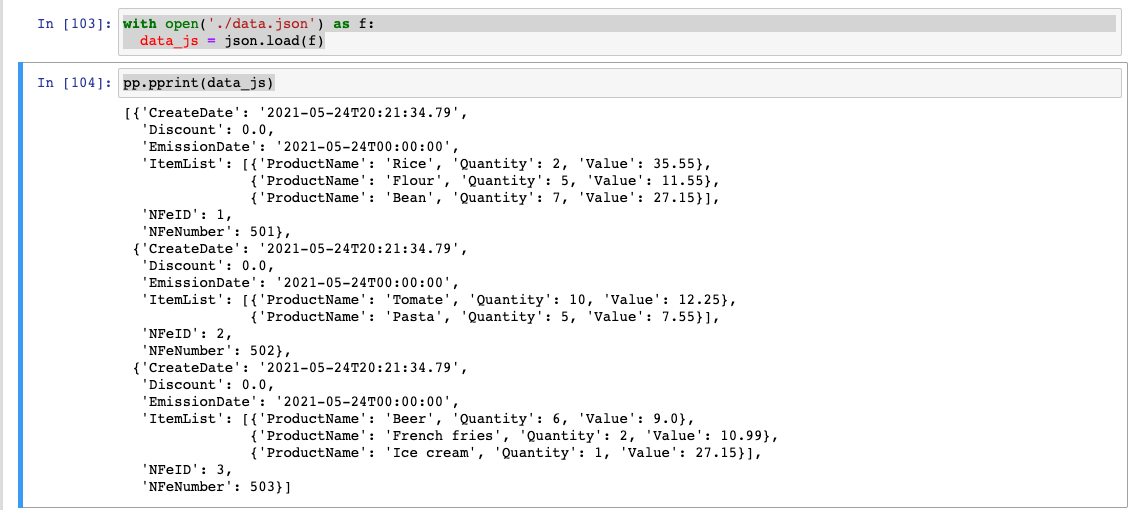 In [103]: with open('./data.json') as f:
  data_js = json.load(f)
In [104]: pp.pprint(data_js)
[{'CreateDate': '2021-05-24T20:21:34.79',
  'Discount': 0.0,
  'EmissionDate': '2021-05-24T00:00:00',
  'ItemList': [{'ProductName': 'Rice', 'Quantity': 2, 'Value': 35.55},
               {'ProductName': 'Flour', 'Quantity': 5, 'Value': 11.55},
               {'ProductName': 'Bean', 'Quantity': 7, 'Value': 27.15}],
  'NFeID': 1,
  'NFeNumber': 501},
 {'CreateDate': '2021-05-24T20:21:34.79',
  'Discount': 0.0,
  'EmissionDate': '2021-05-24T00:00:00',
  'ItemList': [{'ProductName': 'Tomate', 'Quantity': 10, 'Value': 12.25},
               {'ProductName': 'Pasta', 'Quantity': 5, 'Value': 7.55}],
  'NFeID': 2,
  'NFeNumber': 502},
 {'CreateDate': '2021-05-24T20:21:34.79',
  'Discount': 0.0,
  'EmissionDate': '2021-05-24T00:00:00',
  'ItemList': [{'ProductName': 'Beer', 'Quantity': 6, 'Value': 9.0},
               {'ProductName': 'French fries', 'Quantity': 2, 'Value': 10.99},
               {'ProductName': 'Ice cream', 'Quantity': 1, 'Value': 27.15}],
  'NFeID': 3,
  'NFeNumber': 503}]